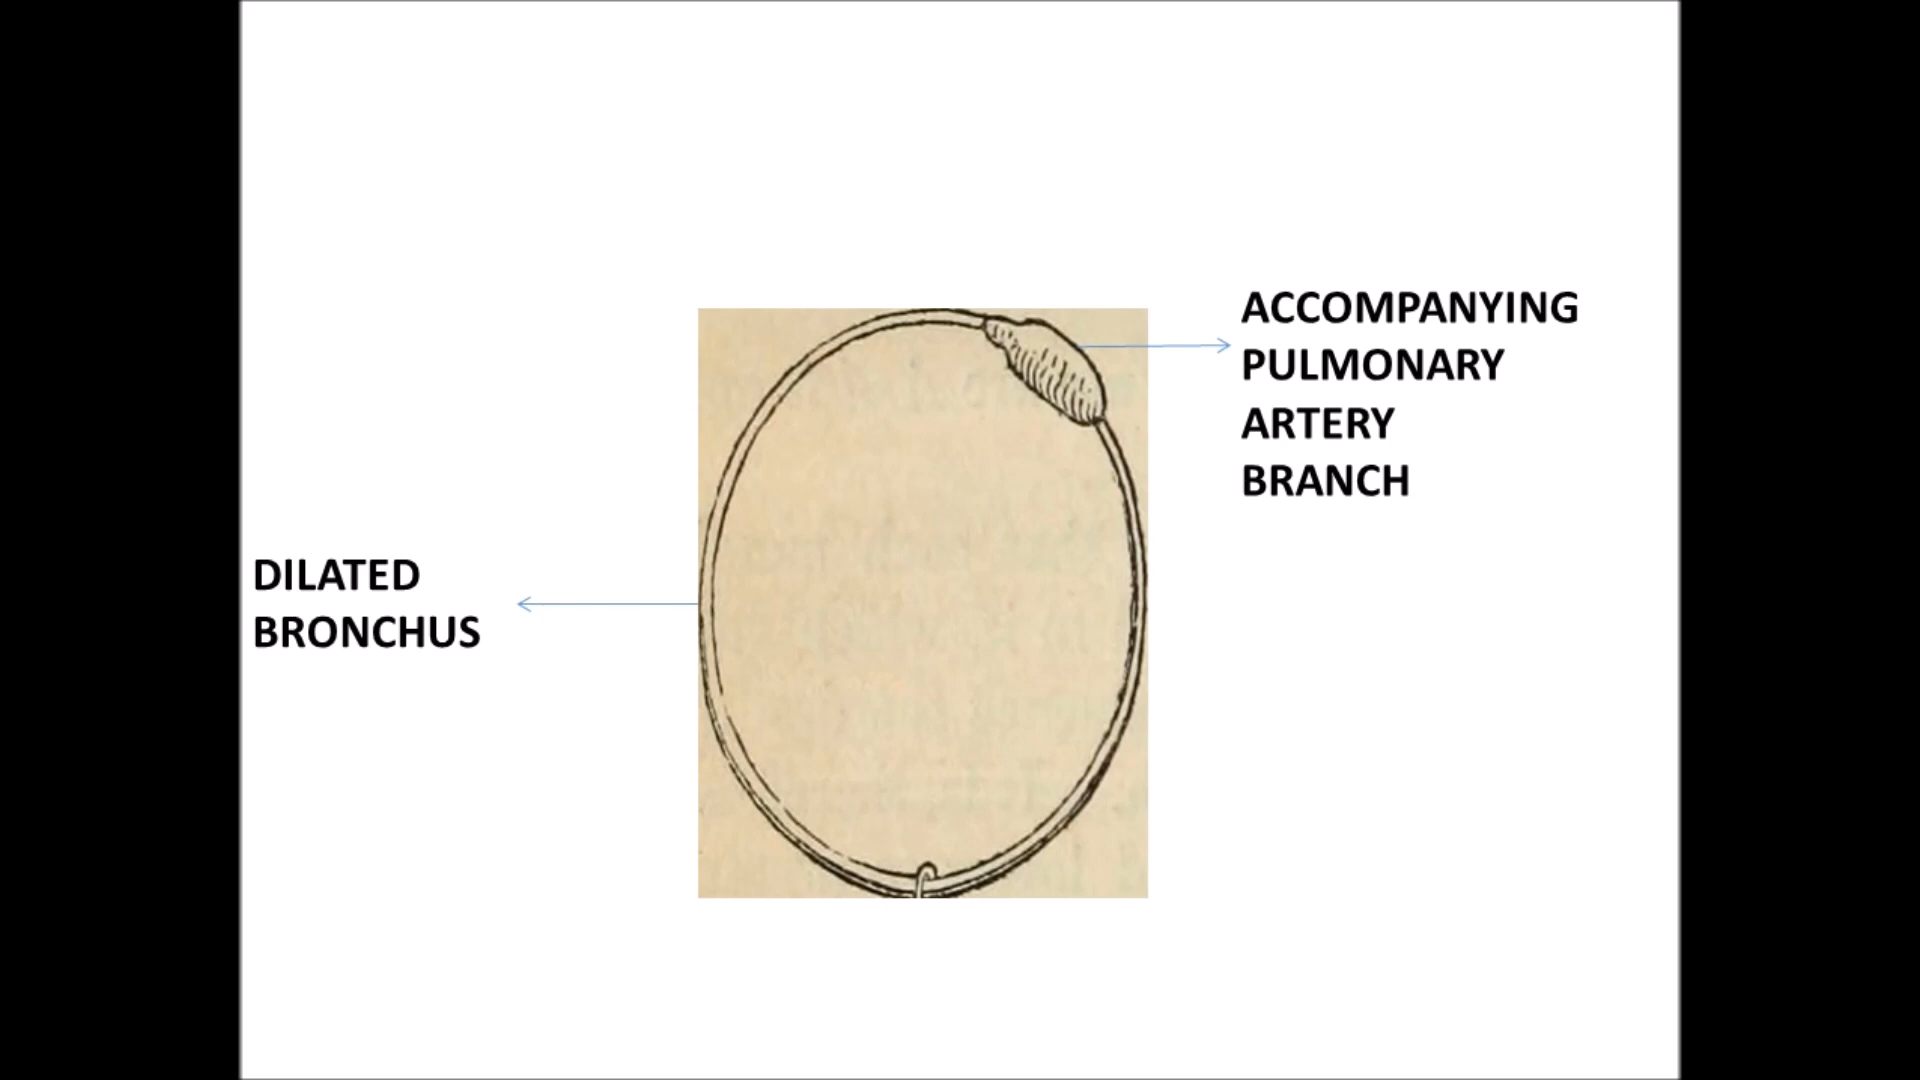 ACCOMPANYING
PULMONARY
ARTERY
BRANCH
DILATED
BRONCHUS